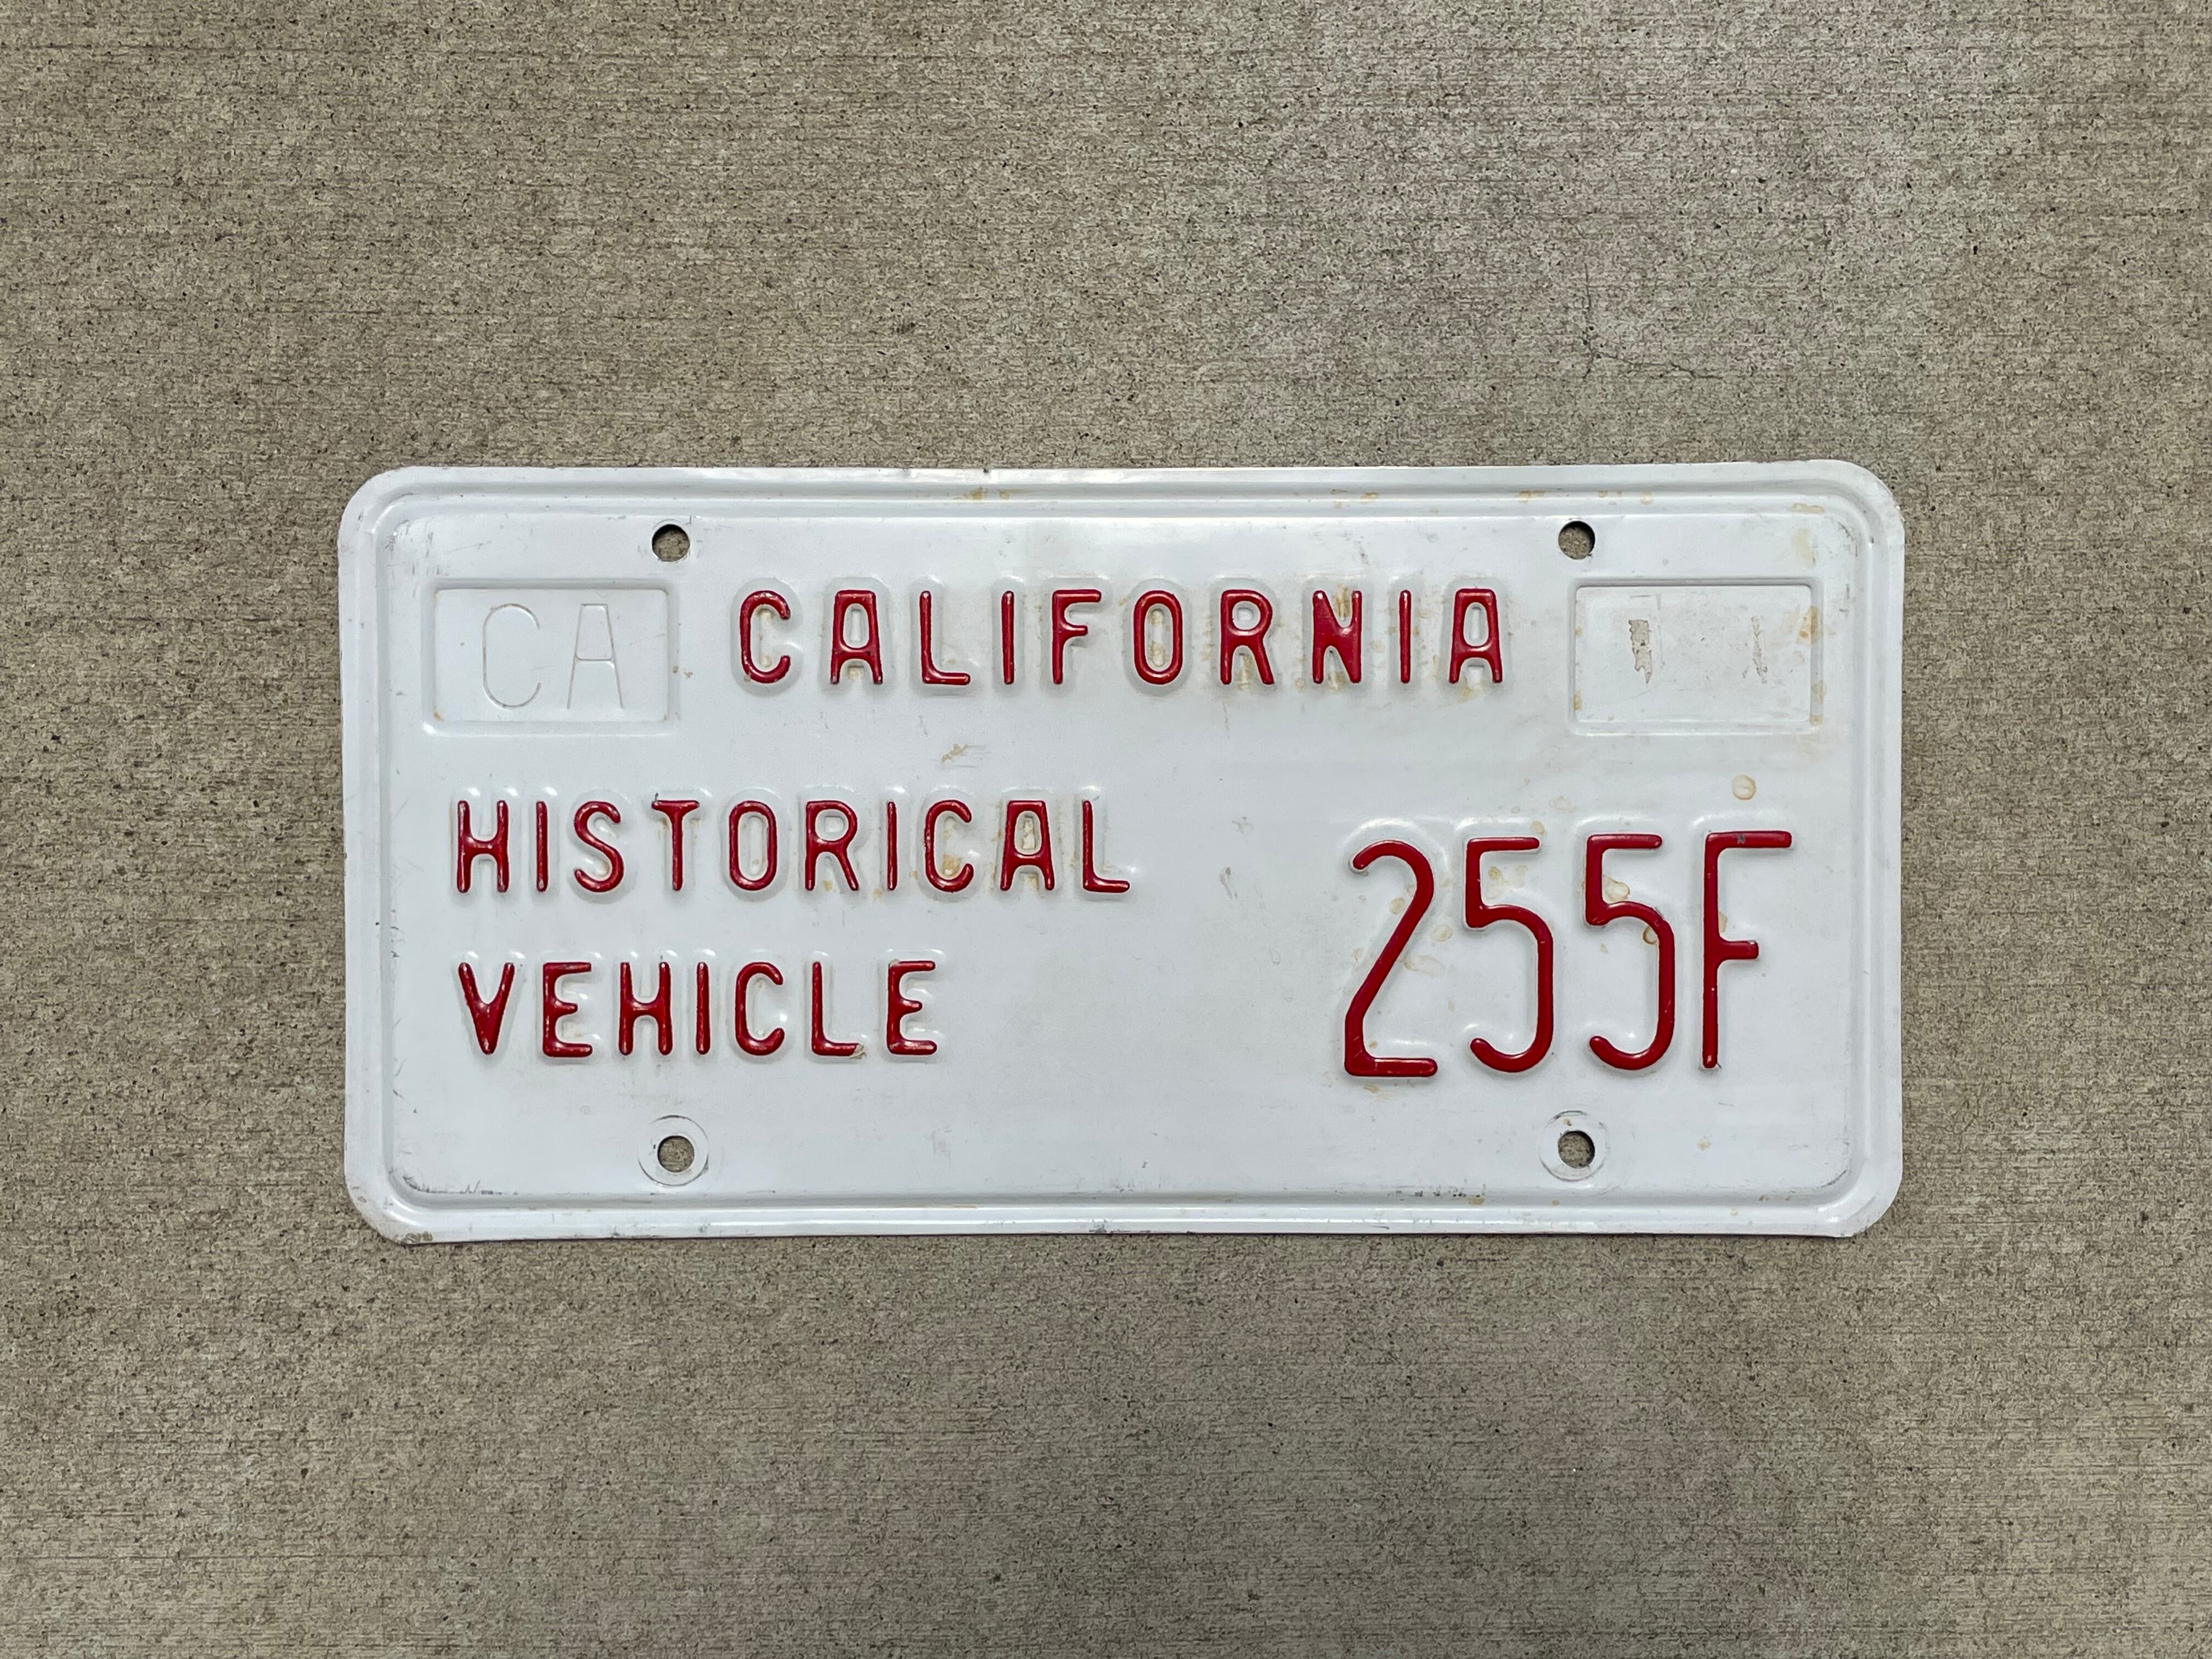 CA CALIFORNIA
HISTORICAL
VEHICLE
255F